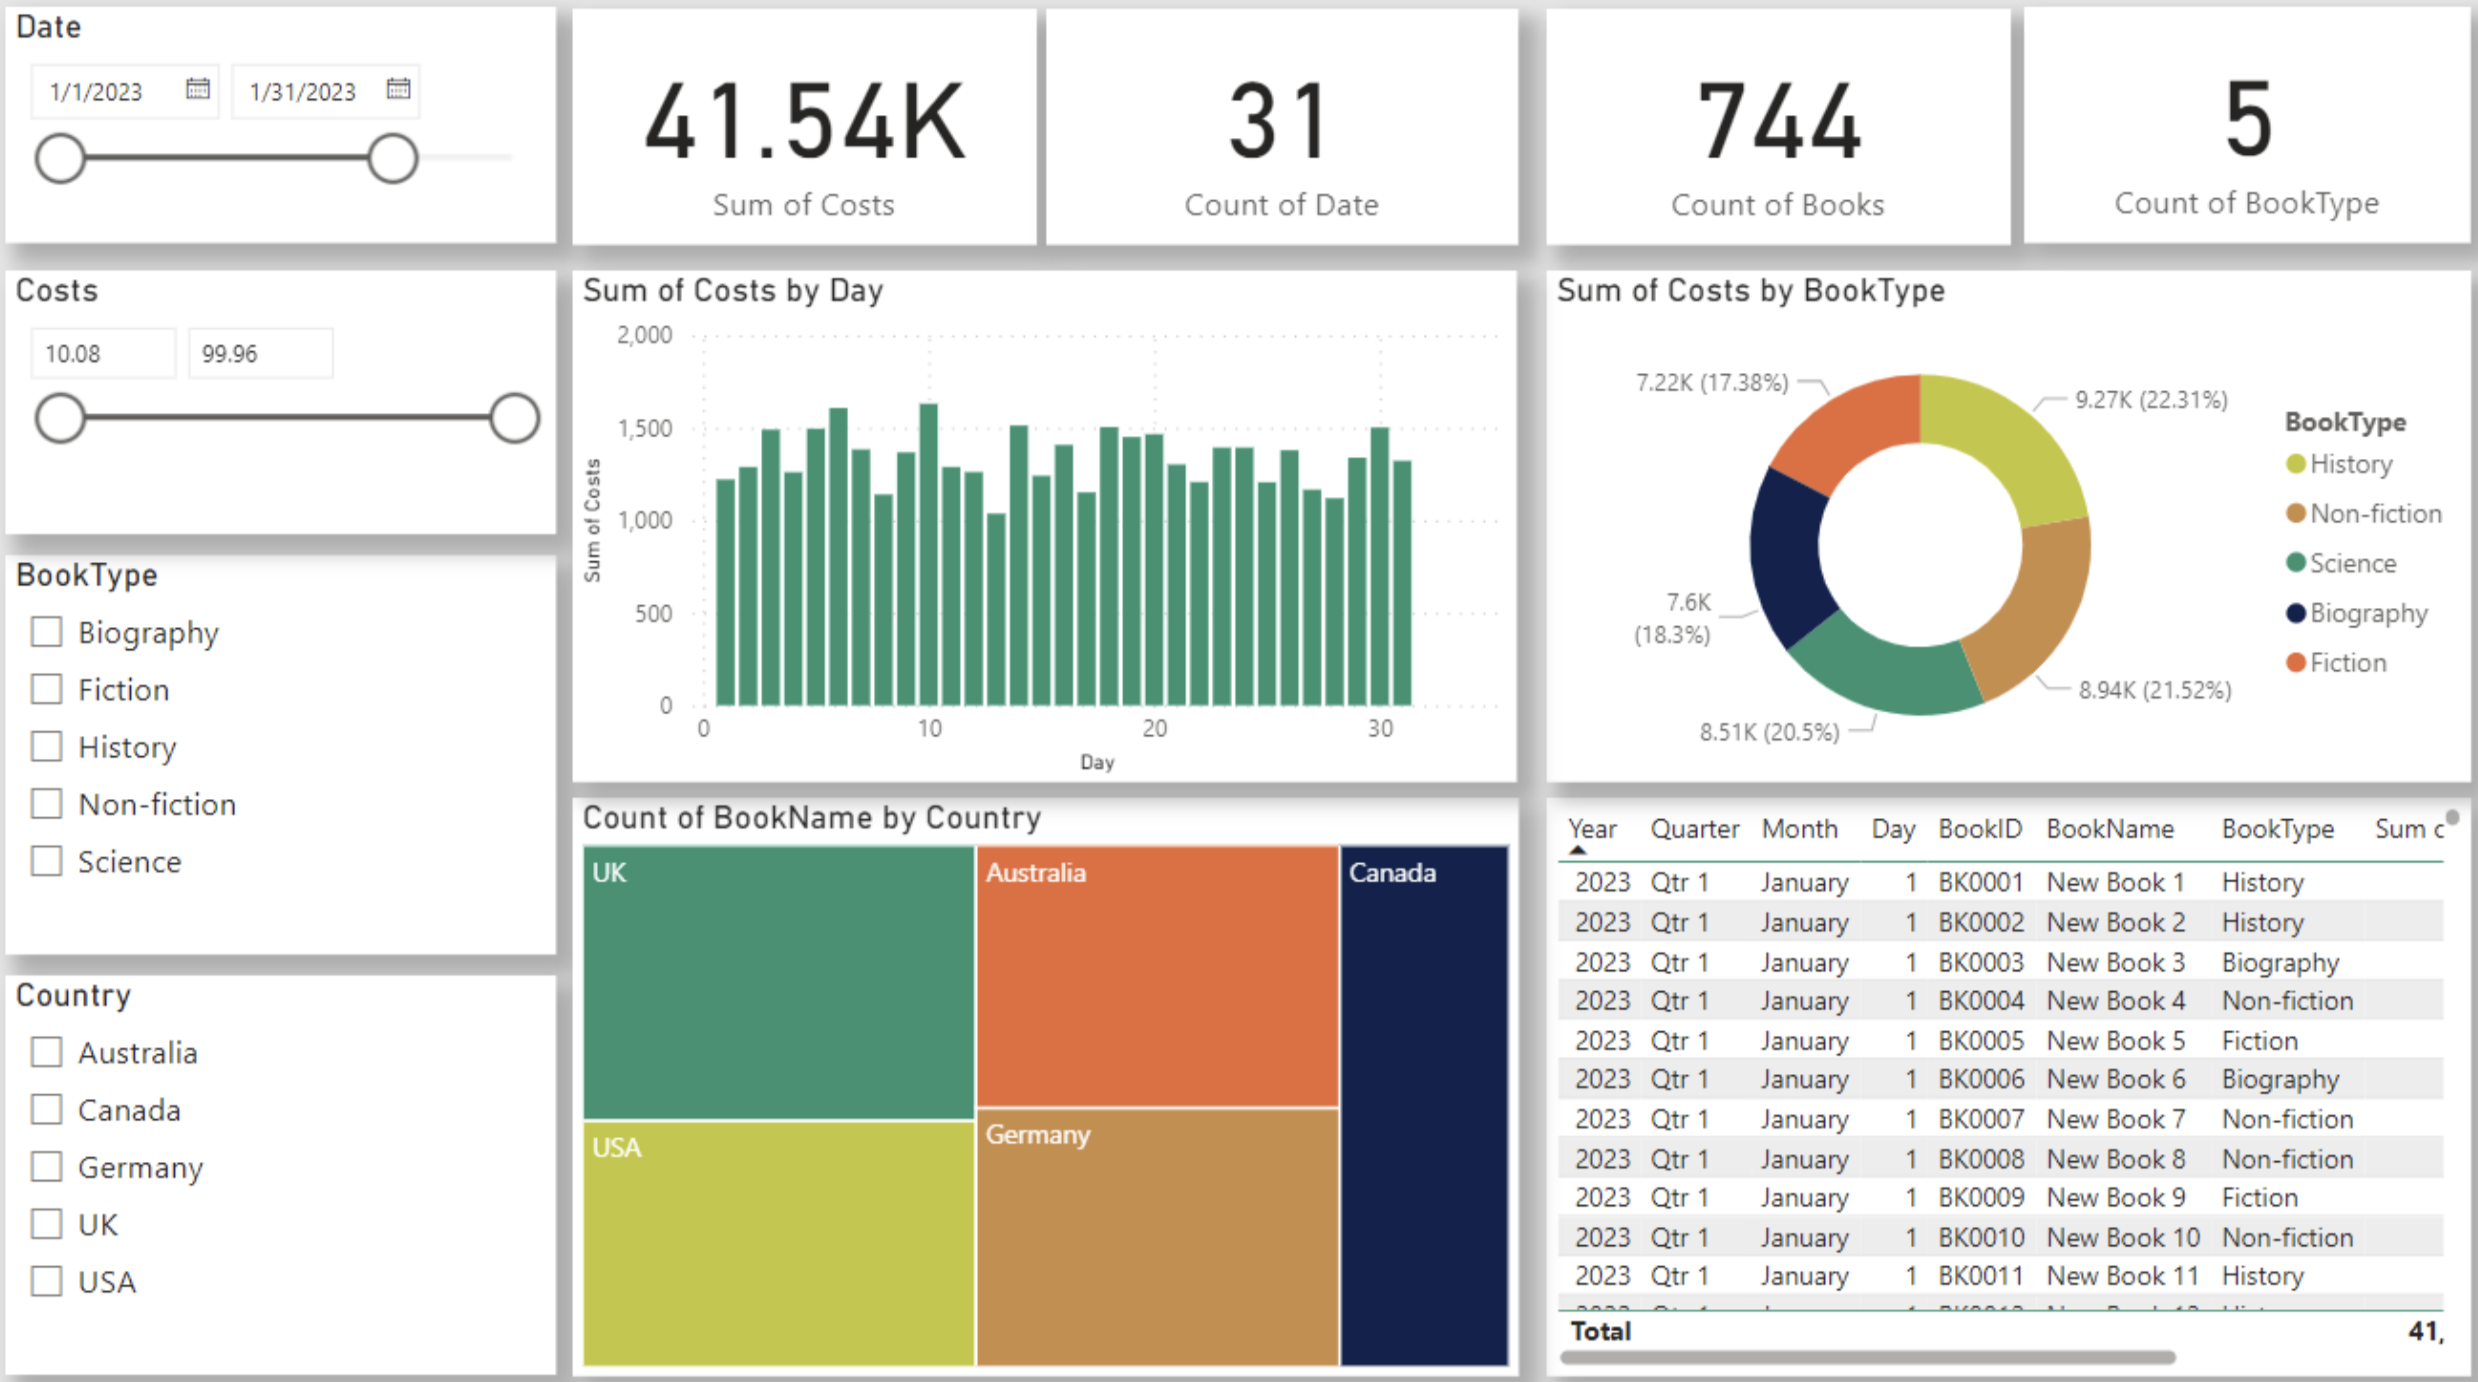 Date
1/1/2023
1/31/2023
41.54K
Sum of Costs
31
Count of Date
744
Count of Books
5
Count of BookType
Costs
10.08
99.96
BookType
Biography
Fiction
History
Non-fiction
Science
Country
Australia
Canada
Germany
UK
USA
Sum of Costs by Day
Sum of Costs
2,000
1,500
1,000
500
0
0 10 20 30
Day
Sum of Costs by BookType
7.22K (17.38%)
9.27K (22.31%)
7.6K
(18.3%)
8.94K (21.52%)
8.51K (20.5%)
BookType
History
Non-fiction
Science
Biography
Fiction
Count of BookName by Country
UK
Australia
Canada
USA
Germany
Year Quarter Month Day BookID BookName BookType Sum
2023 Qtr 1 January 1 BK0001 New Book 1 History
2023 Qtr 1 January 1 BK0002 New Book 2 History
2023 Qtr 1 January 1 BK0003 New Book 3 Biography
2023 Qtr 1 January 1 BK0004 New Book 4 Non-fiction
2023 Qtr 1 January 1 BK0005 New Book 5 Fiction
2023 Qtr 1 January 1 BK0006 New Book 6 Biography
2023 Qtr 1 January 1 BK0007 New Book 7 Non-fiction
2023 Qtr 1 January 1 BK0008 New Book 8 Non-fiction
2023 Qtr 1 January 1 BK0009 New Book 9 Fiction
2023 Qtr 1 January 1 BK0010 New Book 10 Non-fiction
2023 Qtr 1 January 1 BK0011 New Book 11 History
Total 41,